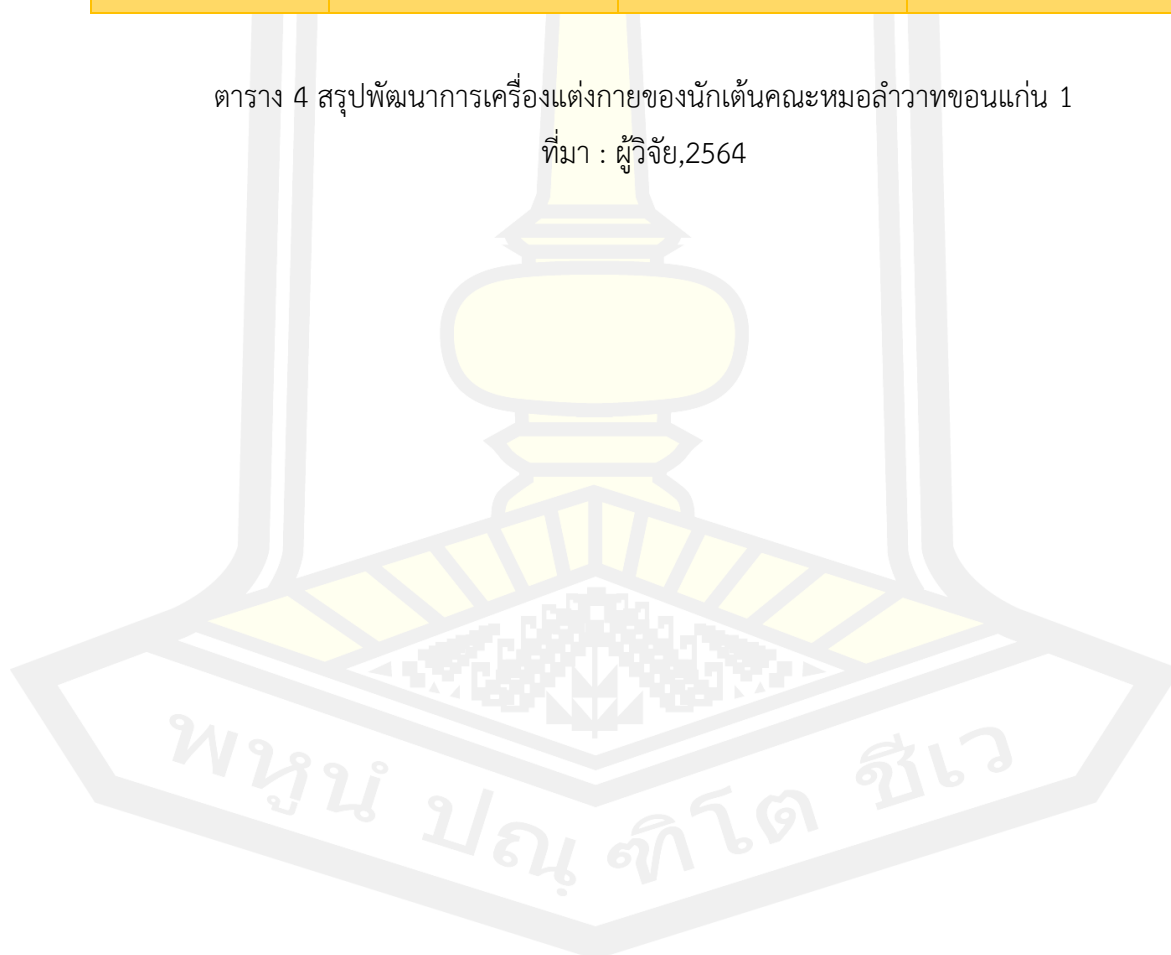 ตาราง 4 สรุปพัฒนาการเครื่องแต่งกายของนักเต้นคณะหมอลำวาทขอนแก่น 1
ที่มา : ผู้วิจัย,2564
พหูนํ ปณฺฑิโต ชีเว